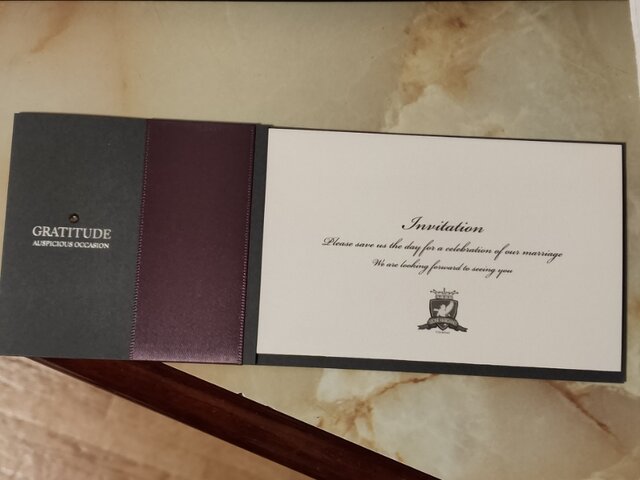 GRATITUDE
AUSPICIOUS OCCASION
Invitation
Please save us the day for a celebration of our marriage
We are looking forward to seeing you